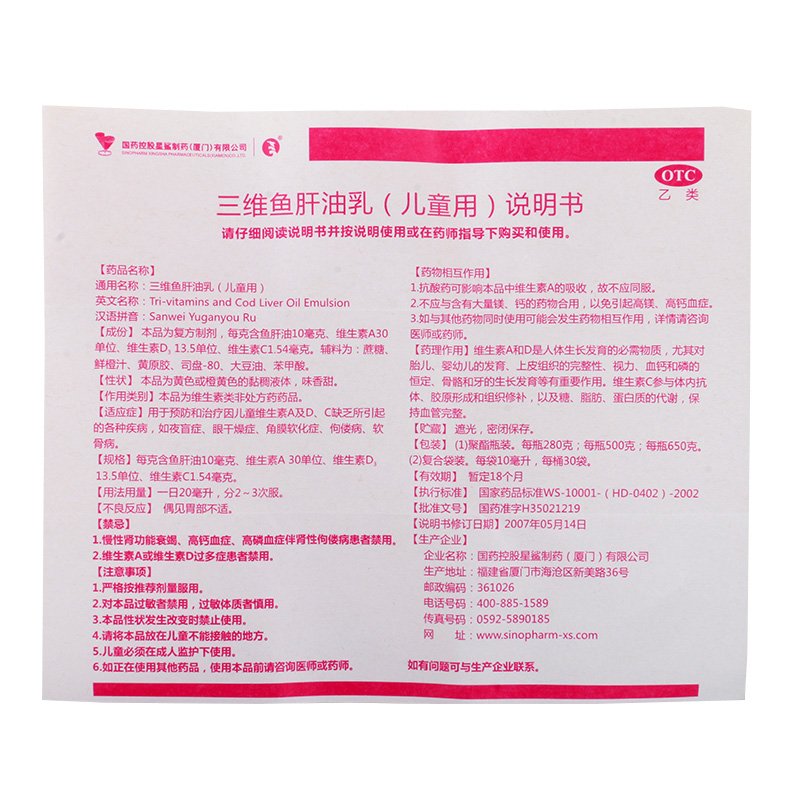 国药控股星鲨制药(厦门)有限公司
SINOPHARM XINGSHA PHARMACEUTICALS(XIAMEN)CO.,LTD.
®
OTC
乙类
三维鱼肝油乳（儿童用）说明书
请仔细阅读说明书并按说明使用或在药师指导下购买和使用。
【药品名称】
通用名称：三维鱼肝油乳（儿童用）
英文名称：Tri-vitamins and Cod Liver Oil Emulsion
汉语拼音：Sanwei Yuganyou Ru
【成份】 本品为复方制剂，每克含鱼肝油10毫克、维生素A30
单位、维生素D₃ 13.5单位、维生素C1.54毫克。辅料为：蔗糖、
鲜橙汁、黄原胶、司盘-80、大豆油、苯甲酸。
【性状】 本品为黄色或橙黄色的黏稠液体，味香甜。
【作用类别】本品为维生素类非处方药药品。
【适应症】用于预防和治疗因儿童维生素A及D、C缺乏所引起
的各种疾病，如夜盲症、眼干燥症、角膜软化症、佝偻病、软
骨病。
【规格】每克含鱼肝油10毫克、维生素A 30单位、维生素D₃
13.5单位、维生素C1.54毫克。
【用法用量】一日20毫升，分2～3次服。
【不良反应】 偶见胃部不适。
【禁忌】
1.慢性肾功能衰竭、高钙血症、高磷血症伴肾性佝偻病患者禁用。
2.维生素A或维生素D过多症患者禁用。
【注意事项】
1.严格按推荐剂量服用。
2.对本品过敏者禁用，过敏体质者慎用。
3.本品性状发生改变时禁止使用。
4.请将本品放在儿童不能接触的地方。
5.儿童必须在成人监护下使用。
6.如正在使用其他药品，使用本品前请咨询医师或药师。
【药物相互作用】
1.抗酸药可影响本品中维生素A的吸收，故不应同服。
2.不应与含有大量镁、钙的药物合用，以免引起高镁、高钙血症。
3.如与其他药物同时使用可能会发生药物相互作用，详情请咨询
医师或药师。
【药理作用】维生素A和D是人体生长发育的必需物质，尤其对
胎儿、婴幼儿的发育、上皮组织的完整性、视力、血钙和磷的
恒定、骨骼和牙的生长发育等有重要作用。维生素C参与体内抗
体、胶原形成和组织修补，以及糖、脂肪、蛋白质的代谢，保
持血管完整。
【贮藏】 遮光，密闭保存。
【包装】 (1)聚酯瓶装。每瓶280克；每瓶500克；每瓶650克。
(2)复合袋装。每袋10毫升，每桶30袋。
【有效期】 暂定18个月
【执行标准】 国家药品标准WS-10001-（HD-0402）-2002
【批准文号】 国药准字H35021219
【说明书修订日期】2007年05月14日
【生产企业】
企业名称：国药控股星鲨制药（厦门）有限公司
生产地址：福建省厦门市海沧区新美路36号
邮政编码：361026
电话号码：400-885-1589
传真号码：0592-5890185
网 址：www.sinopharm-xs.com
如有问题可与生产企业联系。